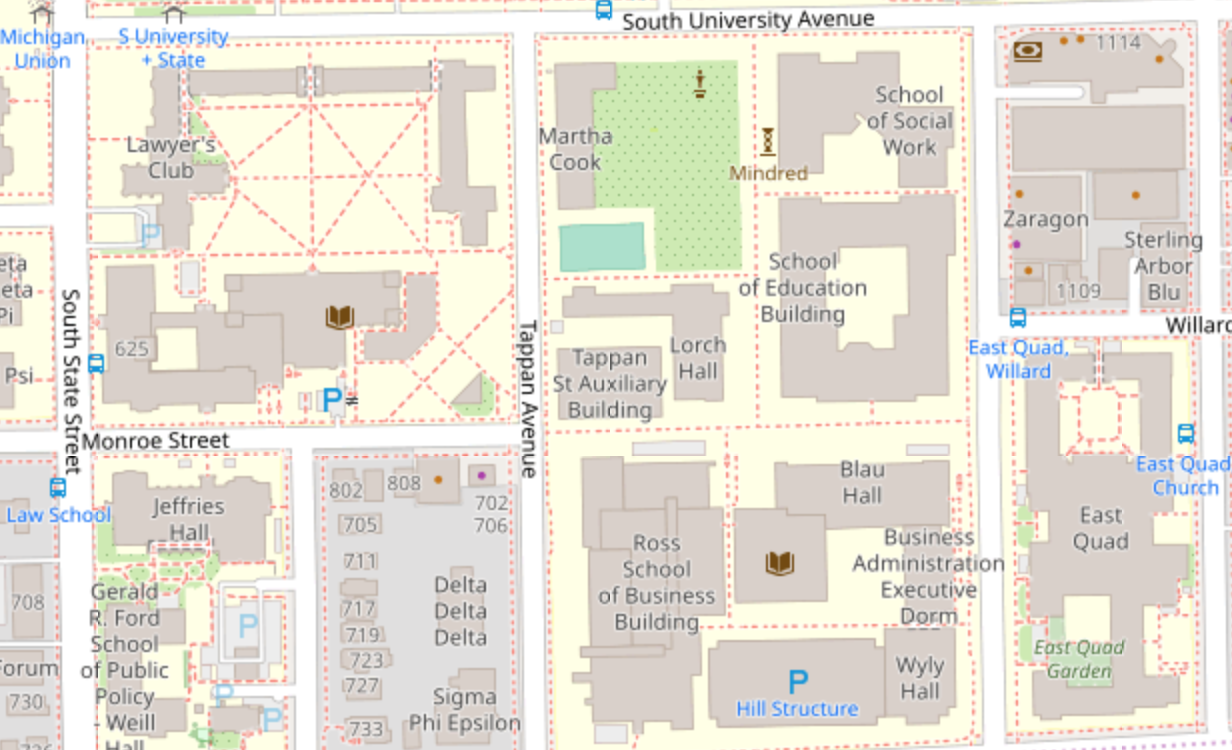 South University Avenue
Michigan
Union
S University
+ State
1114
Lawyer's
Club
Martha
Cook
School
of Social
Work
Mindred
P
Zaragon
Sterling
Arbor
Blu
1109
eta
eta
Pi
Psi
South State Street
625
P
Tappan Avenue
School
of Education
Building
Lorch
Hall
Tappan
St Auxiliary
Building
Willard
East Quad,
Willard
Monroe Street
East Quad
Church
Law School
Jeffries
Hall
802
808
702
706
705
711
717
719
723
727
733
Delta
Delta
Delta
Sigma
Phi Epsilon
708
Forum
730
Gerald
R. Ford
School
of Public
Policy
- Weill
Hall
P
P
P
Blau
Hall
Ross
School
of Business
Building
Business
Administration
Executive
Dorm
East
Quad
East Quad
Garden
P
Hill Structure
Wyly
Hall